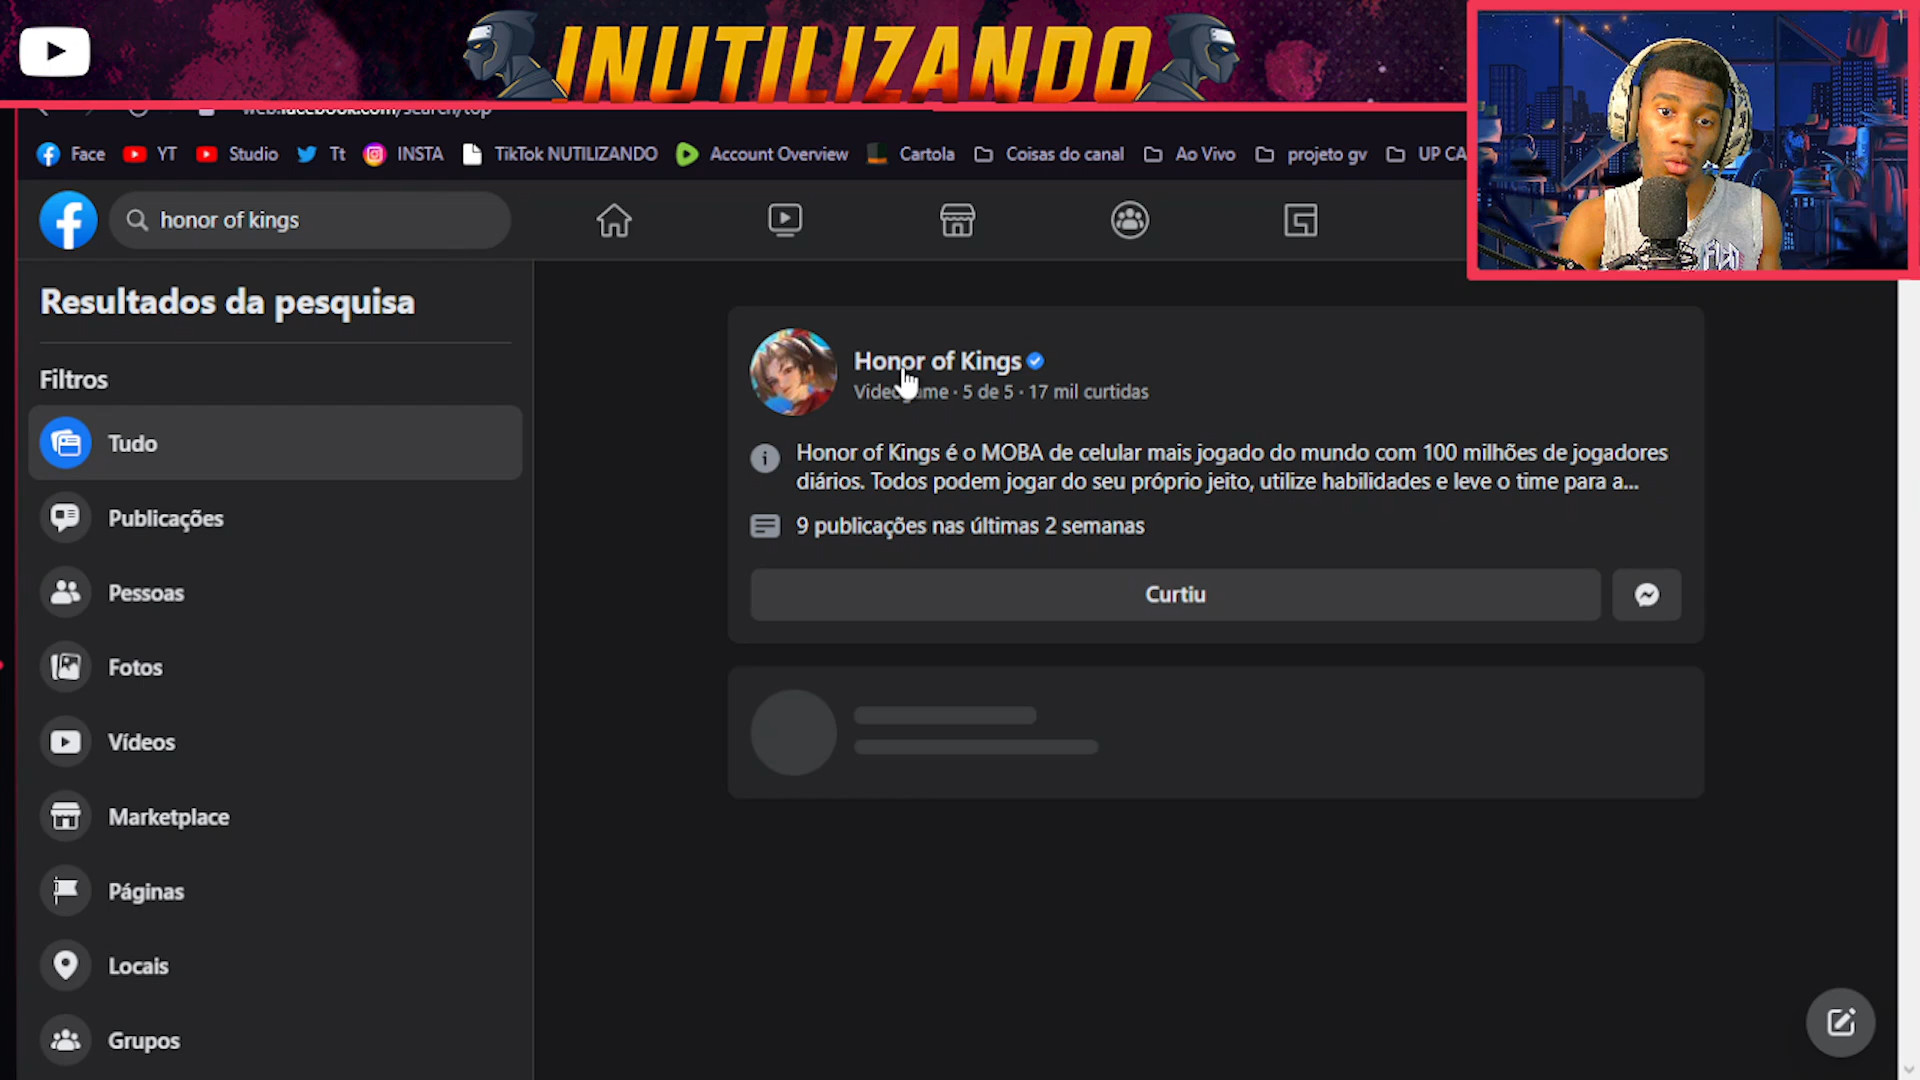 INUTILIZANDO
web.facebook.com/search/top
Face YT Studio Tt INSTA TikTok NUTILIZANDO Account Overview Cartola Coisas do canal Ao Vivo projeto gv UP CA
honor of kings
Resultados da pesquisa
Filtros
Tudo
Publicações
Pessoas
Fotos
Vídeos
Marketplace
Páginas
Locais
Grupos
Honor of Kings
Videogame · 5 de 5 · 17 mil curtidas
Honor of Kings é o MOBA de celular mais jogado do mundo com 100 milhões de jogadores
diários. Todos podem jogar do seu próprio jeito, utilize habilidades e leve o time para a...
9 publicações nas últimas 2 semanas
Curtiu